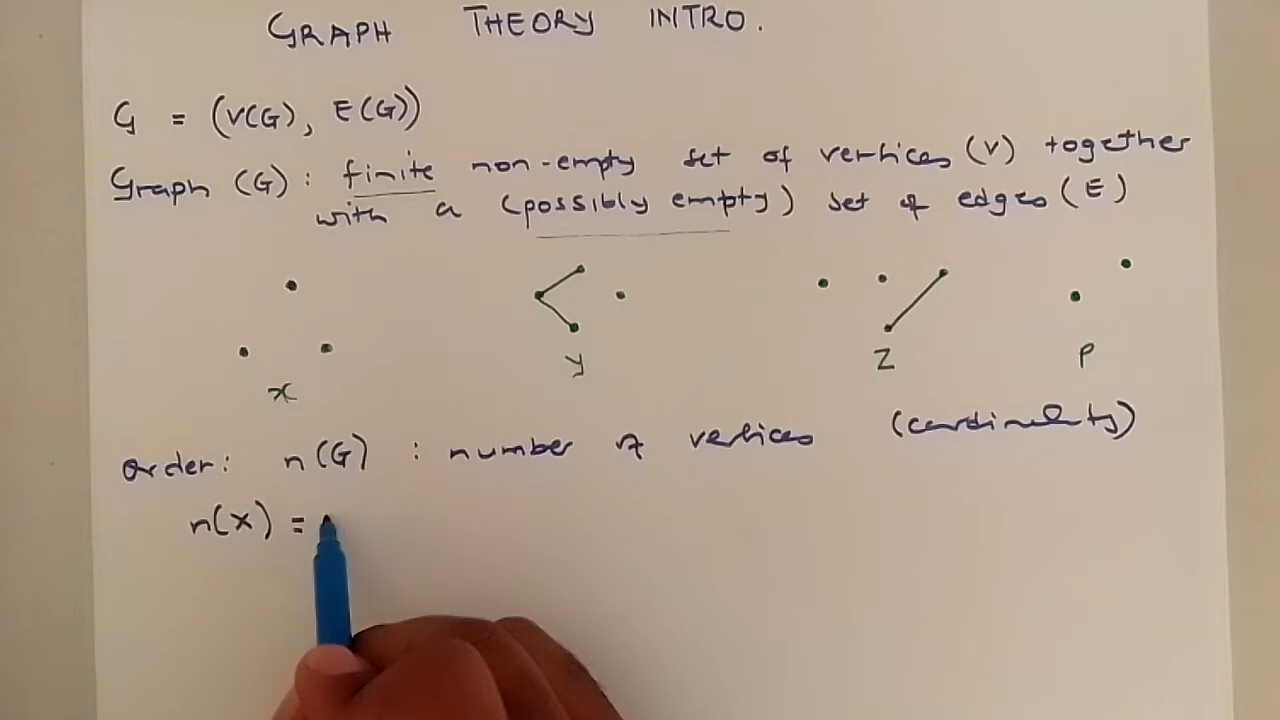 GRAPH THEORY INTRO.
G = (V(G), E(G))
Graph (G) : finite non-empty set of vertices (V) together
with a (possibly empty) set of edges (E)
x y Z P
Order: n(G) : number of vertices (cardinality)
n(x) =